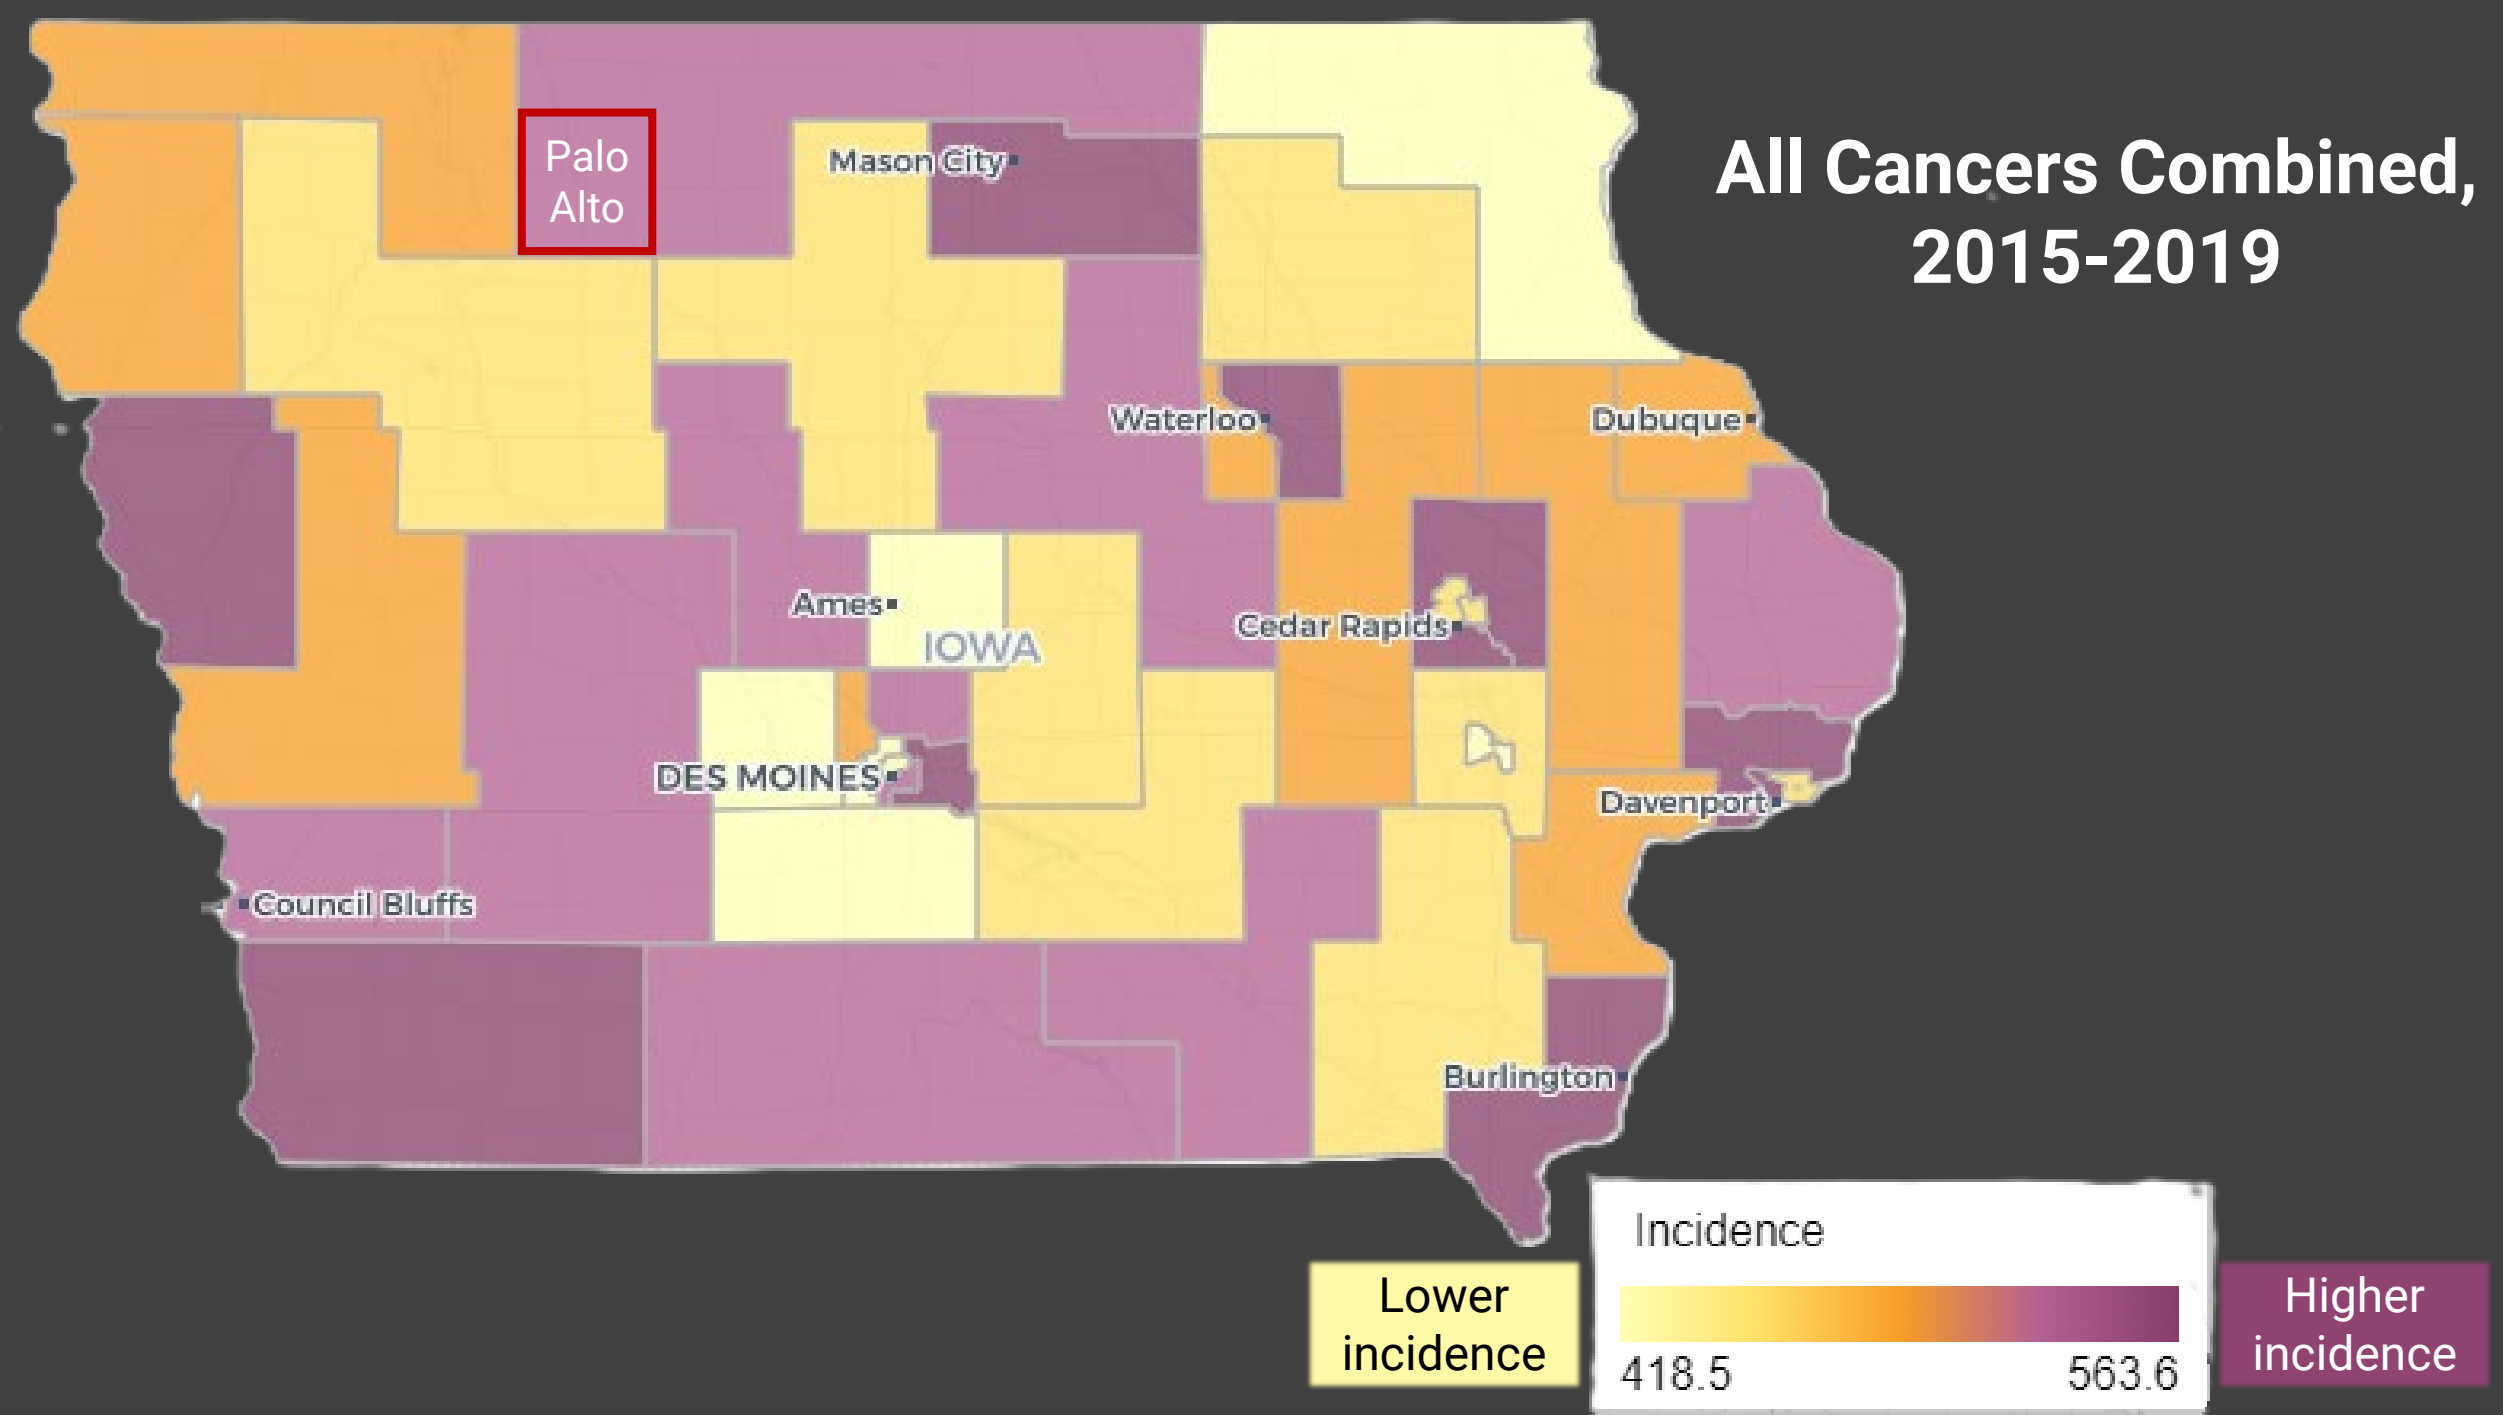 All Cancers Combined,
2015-2019
Palo
Alto
Mason City
Waterloo
Dubuque
Ames
IOWA
Cedar Rapids
DES MOINES
Davenport
Council Bluffs
Burlington
Lower
incidence
Incidence
418.5 563.6
Higher
incidence